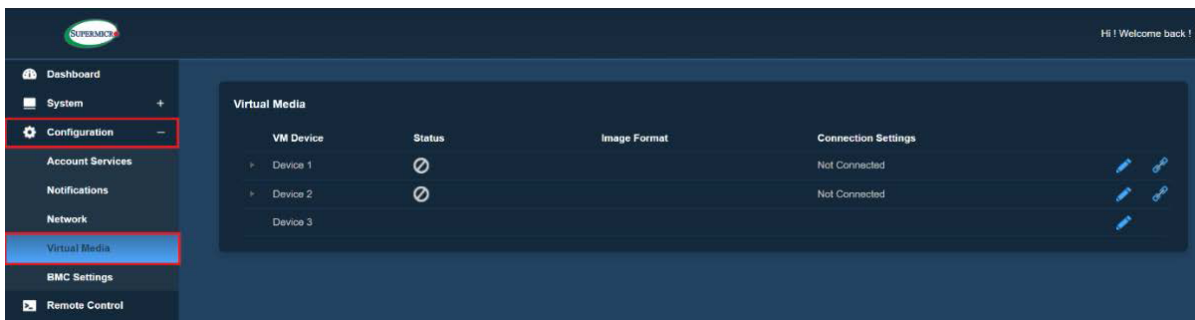 SUPERMICRO
Hi ! Welcome back !
Dashboard
System +
Configuration −
Account Services
Notifications
Network
Virtual Media
BMC Settings
Remote Control
Virtual Media
VM Device Status Image Format Connection Settings
Device 1 Not Connected
Device 2 Not Connected
Device 3